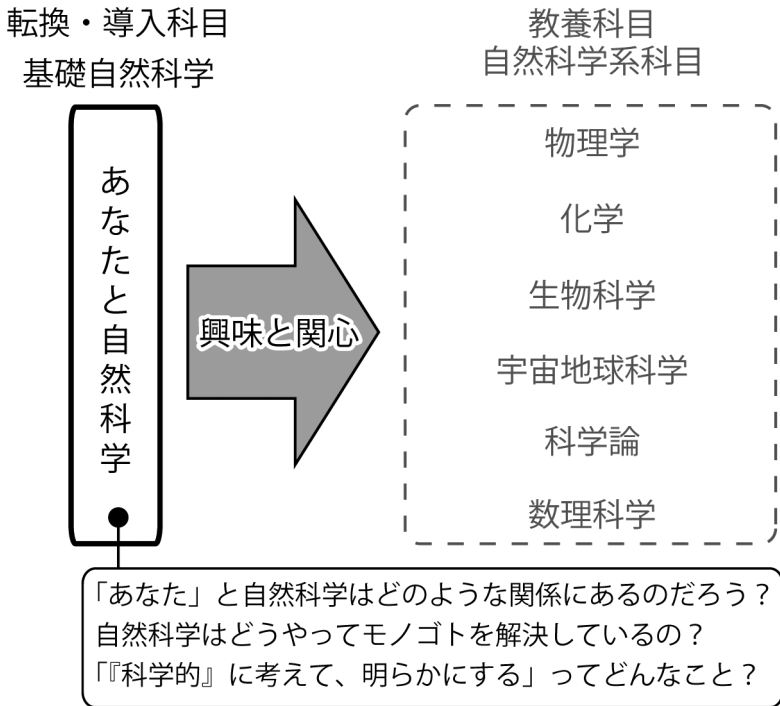 転換・導入科目
基礎自然科学
あなたと自然科学
興味と関心
教養科目
自然科学系科目
物理学
化学
生物科学
宇宙地球科学
科学論
数理科学
「あなた」と自然科学はどのような関係にあるのだろう？
自然科学はどうやってモノゴトを解決しているの？
「『科学的』に考えて、明らかにする」ってどんなこと？